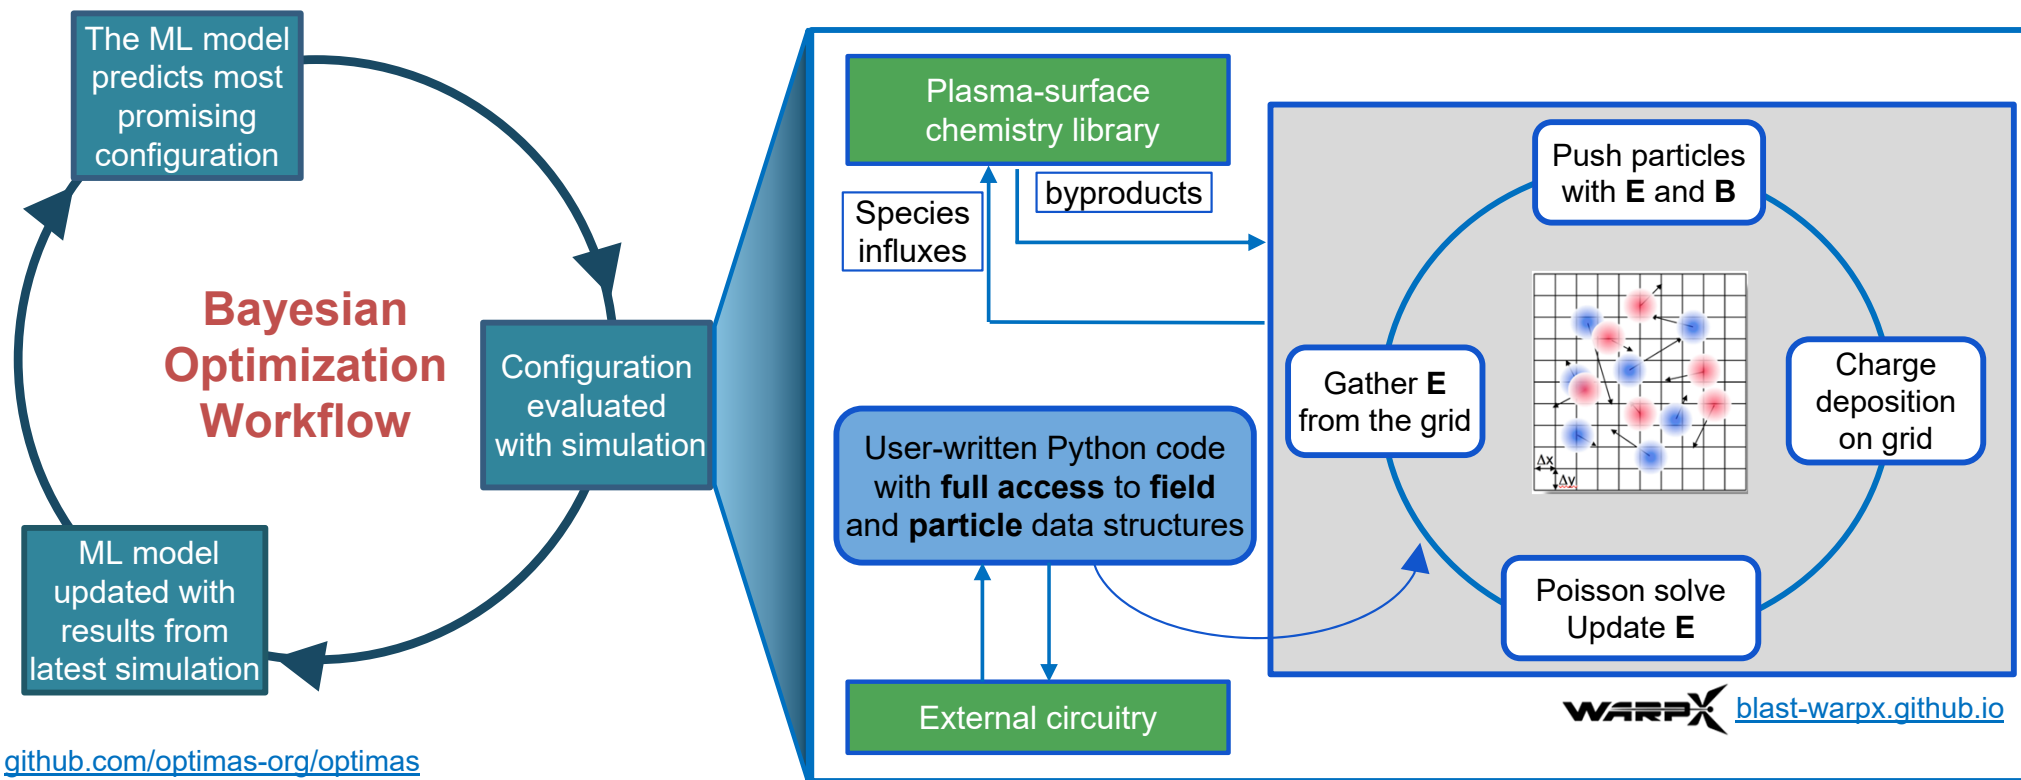 The ML model
predicts most
promising
configuration
Bayesian
Optimization
Workflow
Configuration
evaluated
with simulation
ML model
updated with
results from
latest simulation
github.com/optimas-org/optimas
Plasma-surface
chemistry library
Species
influxes
byproducts
User-written Python code
with full access to field
and particle data structures
External circuitry
Push particles
with E and B
Gather E
from the grid
Δx
Δy
Charge
deposition
on grid
Poisson solve
Update E
WARPX
blast-warpx.github.io